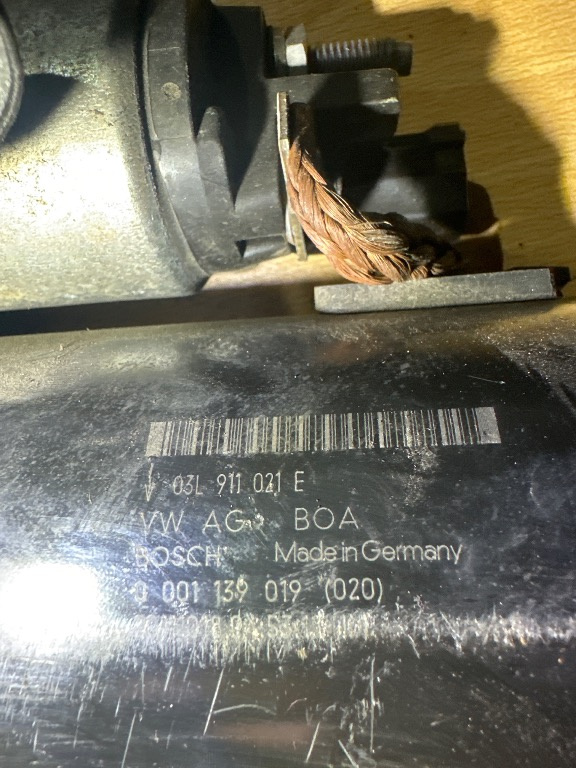 03L 911 021 E
VW AG. BOA
BOSCH Made in Germany
0 001 139 019 (020)